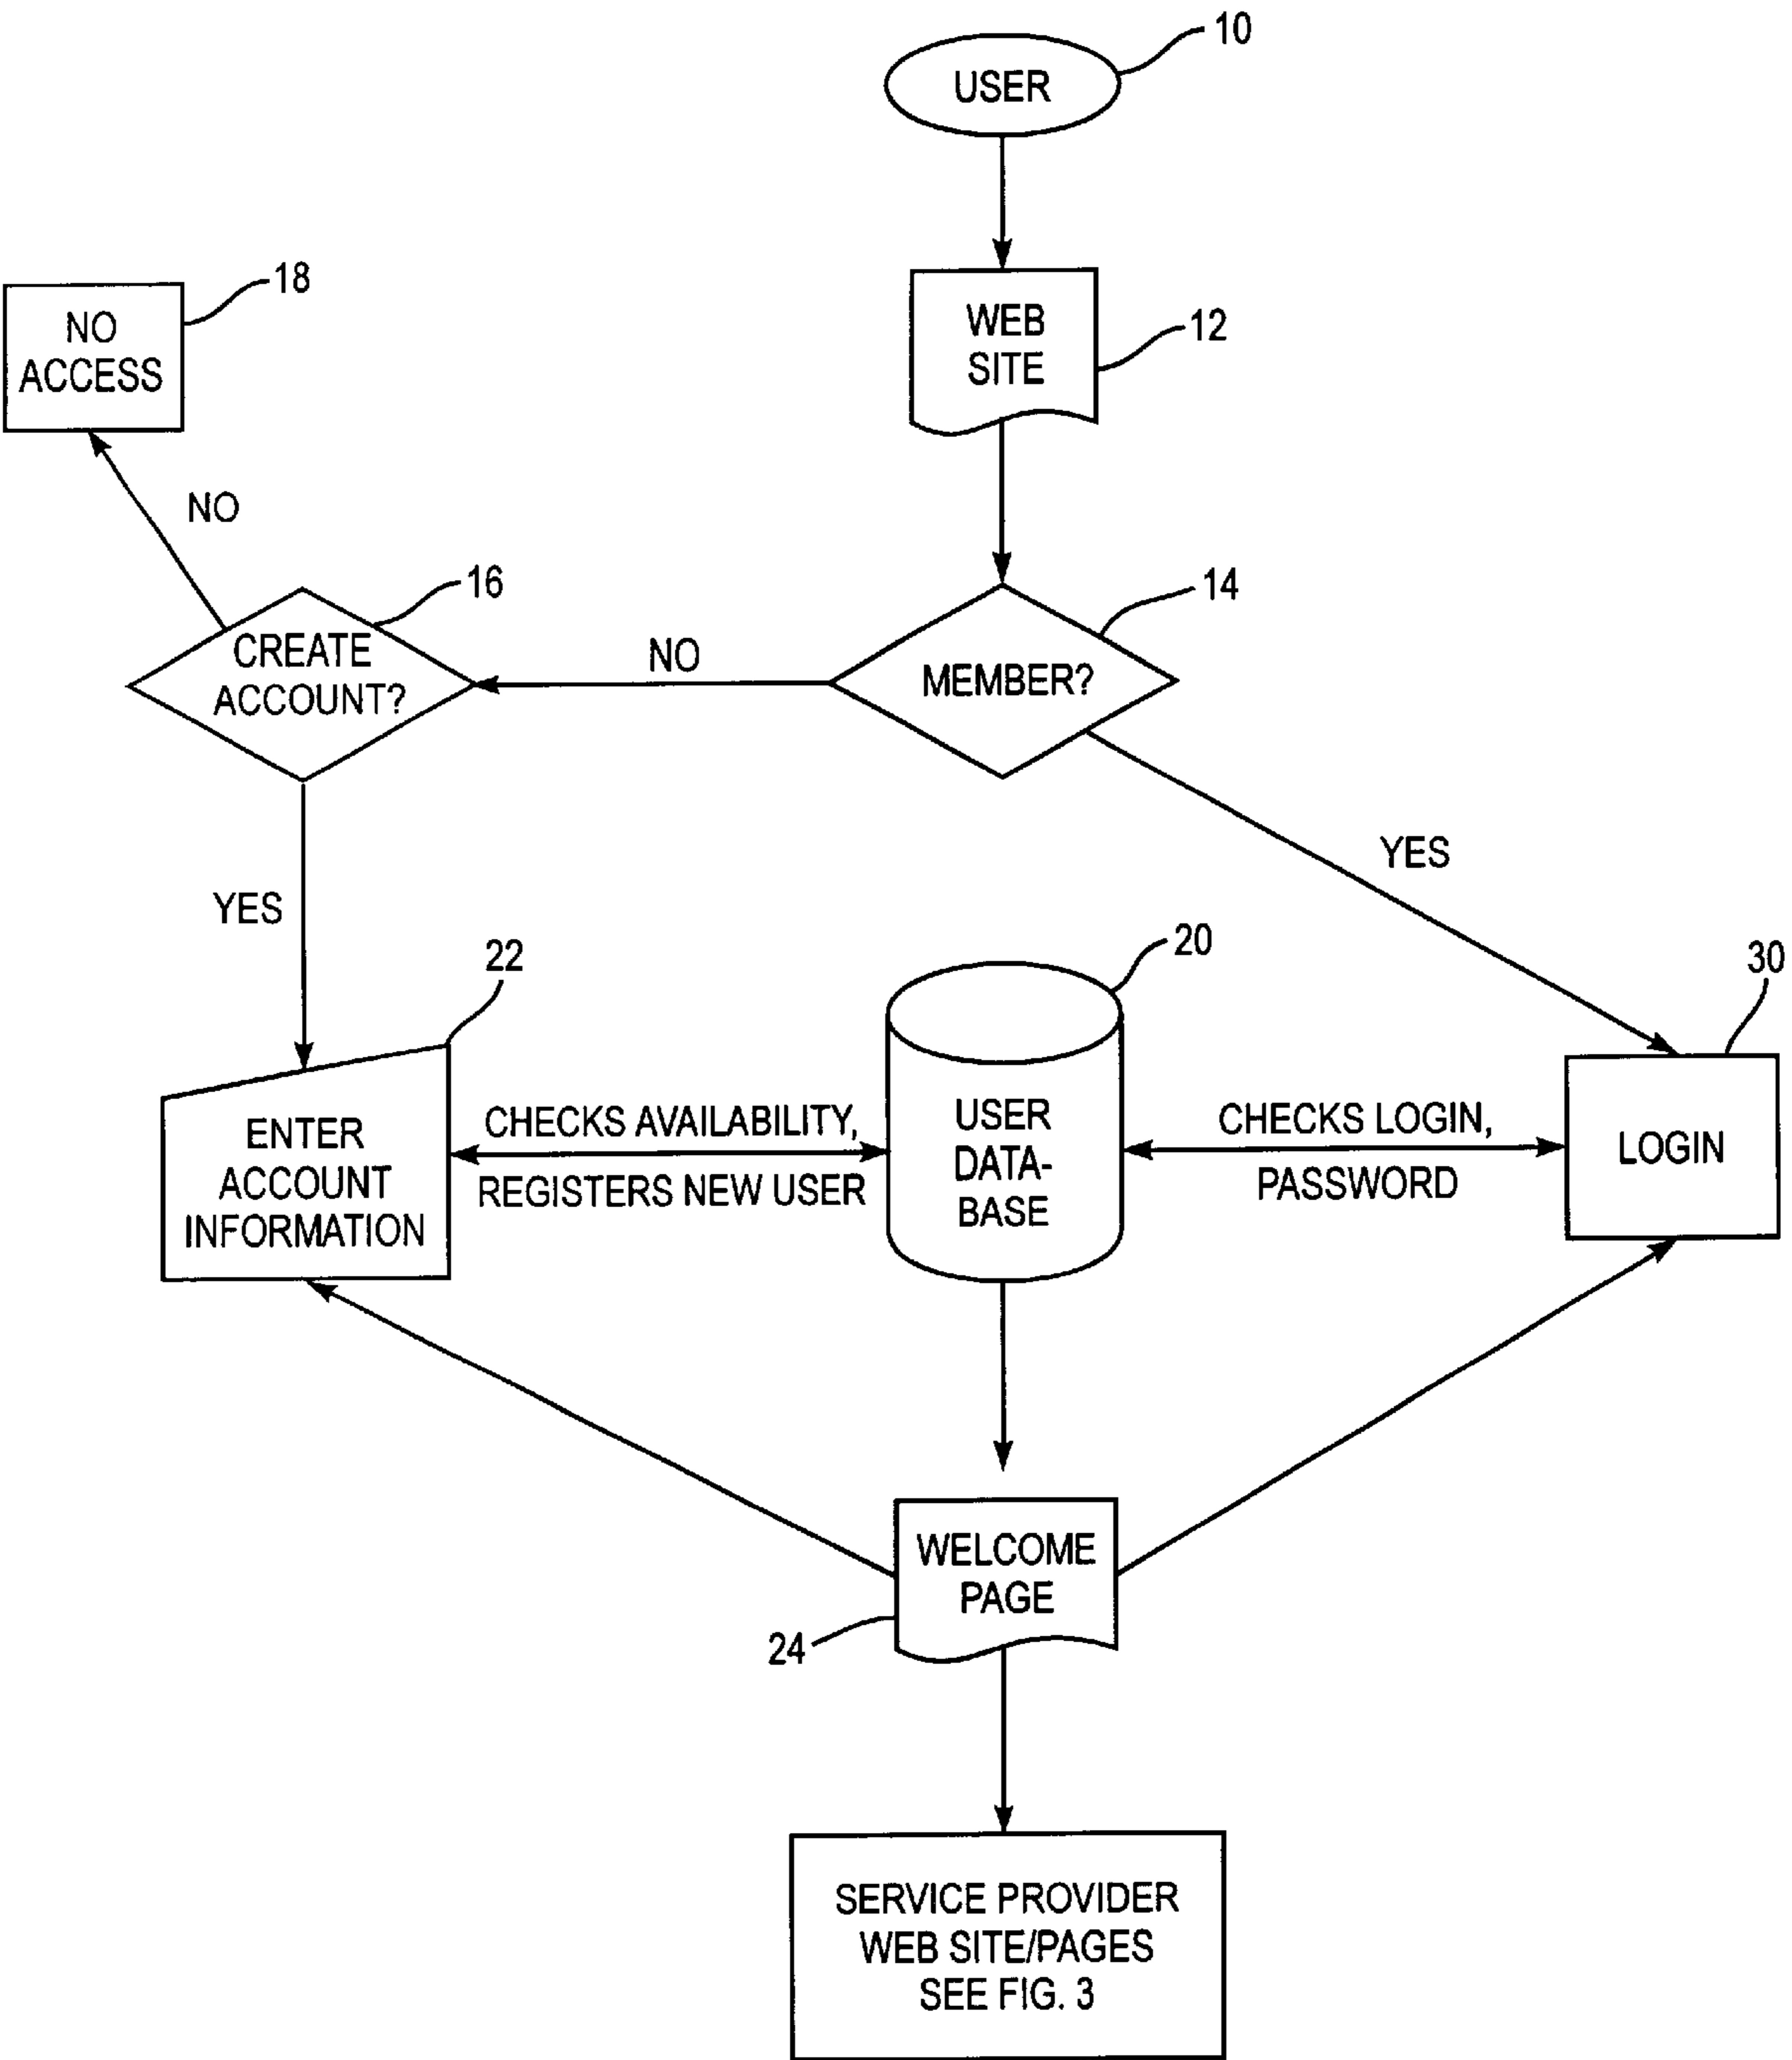 10
USER
WEB
SITE
12
18
NO
ACCESS
NO
16
CREATE
ACCOUNT?
NO
14
MEMBER?
YES
YES
22
ENTER
ACCOUNT
INFORMATION
CHECKS AVAILABILITY,
REGISTERS NEW USER
20
USER
DATA-
BASE
CHECKS LOGIN,
PASSWORD
30
LOGIN
WELCOME
PAGE
24
SERVICE PROVIDER
WEB SITE/PAGES
SEE FIG. 3